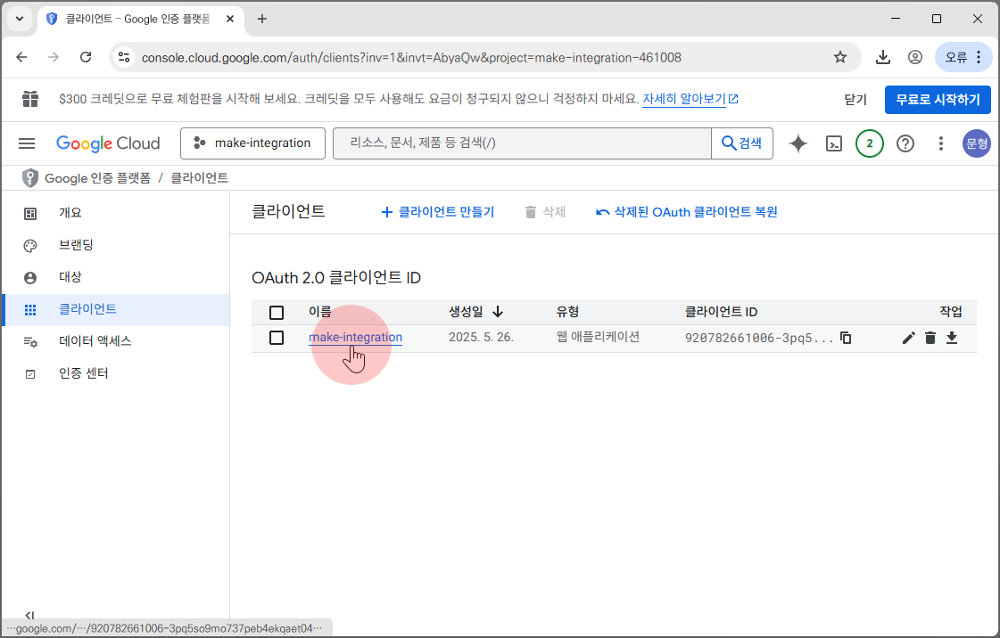 클라이언트 – Google 인증 플랫폼
console.cloud.google.com/auth/clients?inv=1&invt=AbyaQw&project=make-integration-461008
오류
$300 크레딧으로 무료 체험판을 시작해 보세요. 크레딧을 모두 사용해도 요금이 청구되지 않으니 걱정하지 마세요. 자세히 알아보기
닫기
무료로 시작하기
Google Cloud
make-integration
리소스, 문서, 제품 등 검색(/)
검색
2
문형
Google 인증 플랫폼 / 클라이언트
개요
브랜딩
대상
클라이언트
데이터 액세스
인증 센터
클라이언트
클라이언트 만들기
삭제
삭제된 OAuth 클라이언트 복원
OAuth 2.0 클라이언트 ID
이름 생성일 유형 클라이언트 ID 작업
make-integration 2025. 5. 26. 웹 애플리케이션 920782661006-3pq5...
…google.com/…/920782661006-3pq5so9mo737peb4ekqaet04…